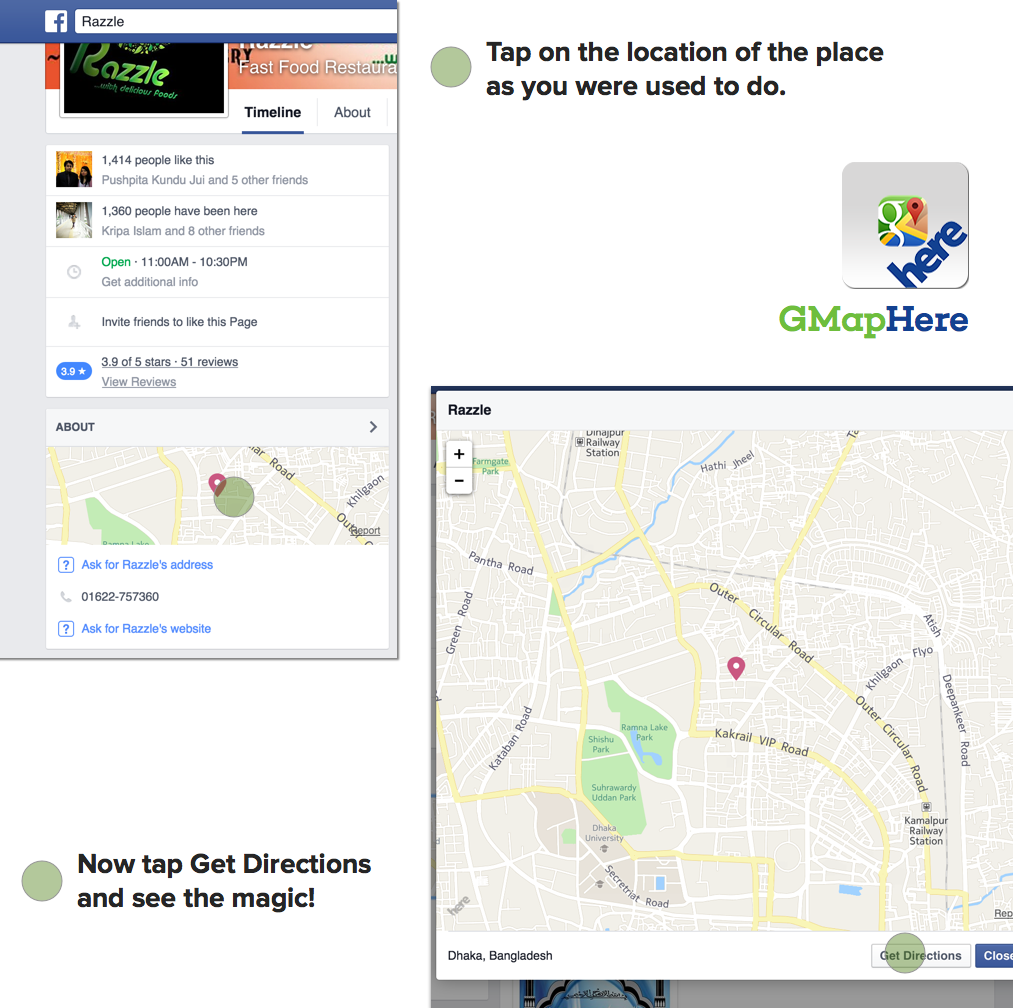 Razzle
Razzle
...with delicious Foods
Fast Food Restaura
Timeline
About
1,414 people like this
Pushpita Kundu Jui and 5 other friends
1,360 people have been here
Kripa Islam and 8 other friends
Open · 11:00AM - 10:30PM
Get additional info
Invite friends to like this Page
3.9 ★
3.9 of 5 stars · 51 reviews
View Reviews
ABOUT
Road
Khilgaon
Report
Ramna Lake
? Ask for Razzle's address
01622-757360
? Ask for Razzle's website
Tap on the location of the place
as you were used to do.
here
GMapHere
Razzle
+
−
Farmgate
Park
Dinajpur
Railway
Station
Hathi Jheel
Pantha Road
Green Road
Outer Circular Road
Atish
Deepankeer Road
Khilgaon Flyo
Outer Circular Road
Kataban Road
Ramna Lake
Park
Shishu
Park
Kakrail VIP Road
Suhrawardy
Uddan Park
Dhaka
University
Kamalpur
Railway
Station
Secretriat Road
here
Rep
Dhaka, Bangladesh
Get Directions
Close
Now tap Get Directions
and see the magic!